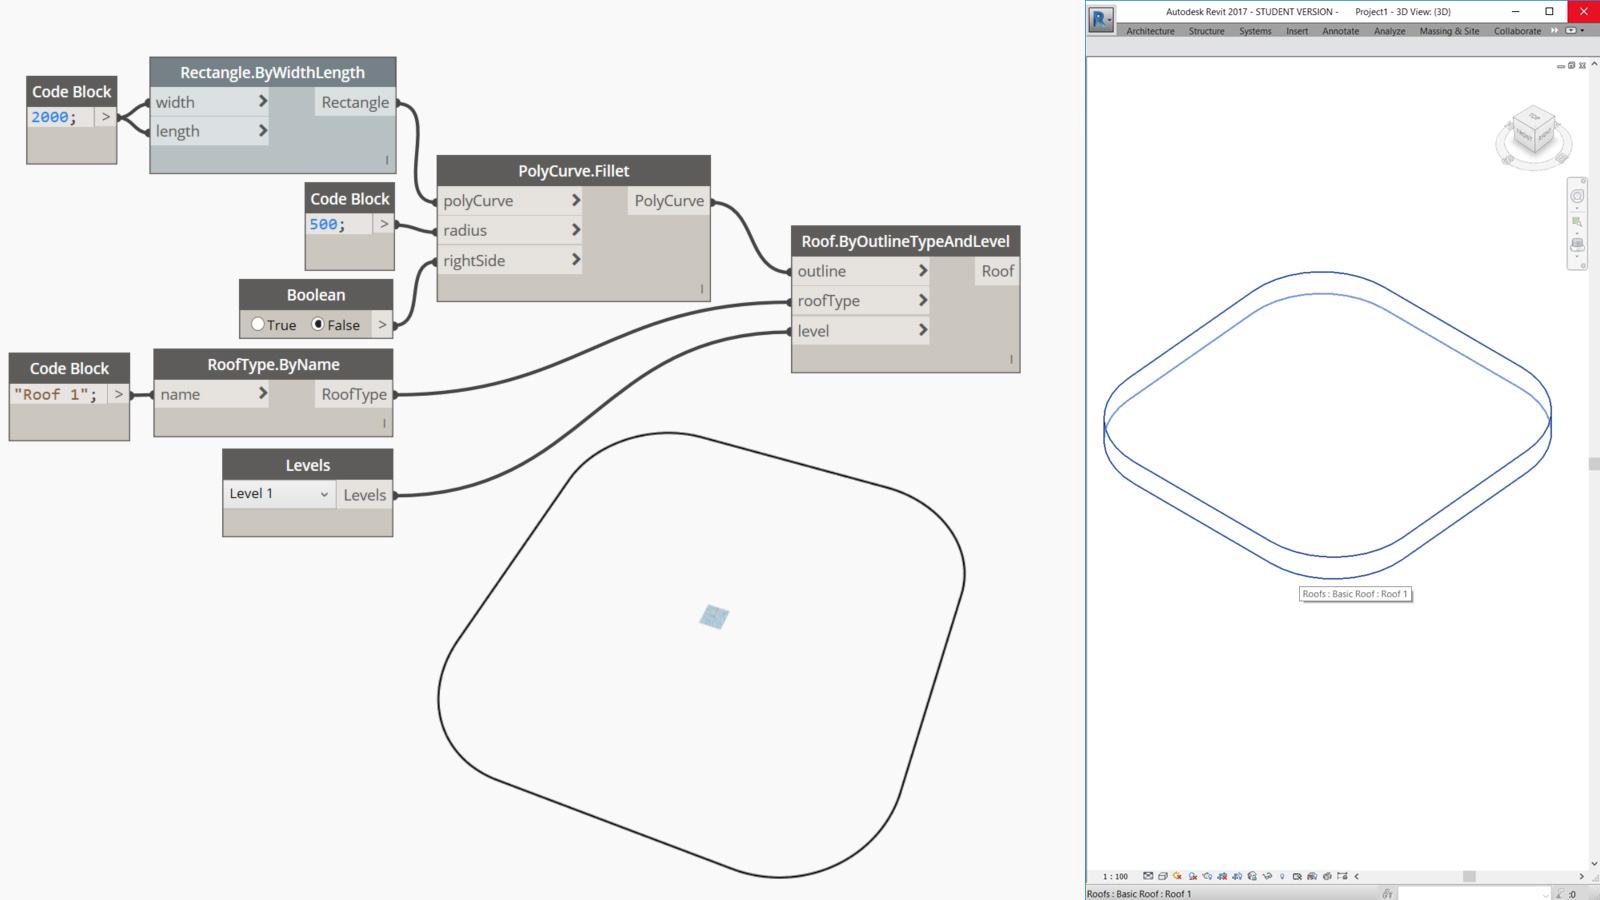 Code Block
2000;
>
Rectangle.ByWidthLength
width > Rectangle
length >
Code Block
500;
>
PolyCurve.Fillet
polyCurve > PolyCurve
radius >
rightSide >
Boolean
True False >
Code Block
"Roof 1"; >
RoofType.ByName
name > RoofType
Levels
Level 1 Levels
Roof.ByOutlineTypeAndLevel
outline > Roof
roofType >
level >
Autodesk Revit 2017 - STUDENT VERSION - Project1 - 3D View: {3D}
Architecture Structure Systems Insert Annotate Analyze Massing & Site Collaborate
TOP
FRONT RIGHT
Roofs : Basic Roof : Roof 1
1 : 100
Roofs : Basic Roof : Roof 1
:0